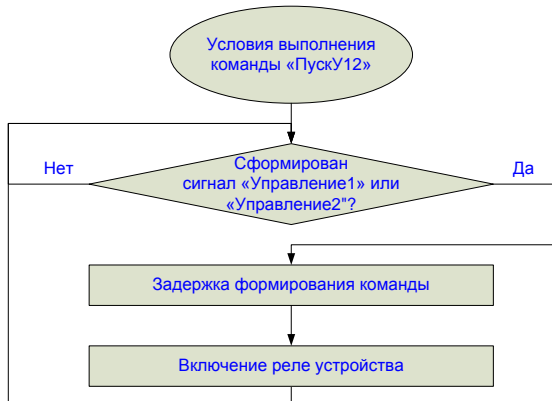 Условия выполнения
команды «ПускУ12»
Нет
Сформирован
сигнал «Управление1» или
«Управление2"?
Да
Задержка формирования команды
Включение реле устройства